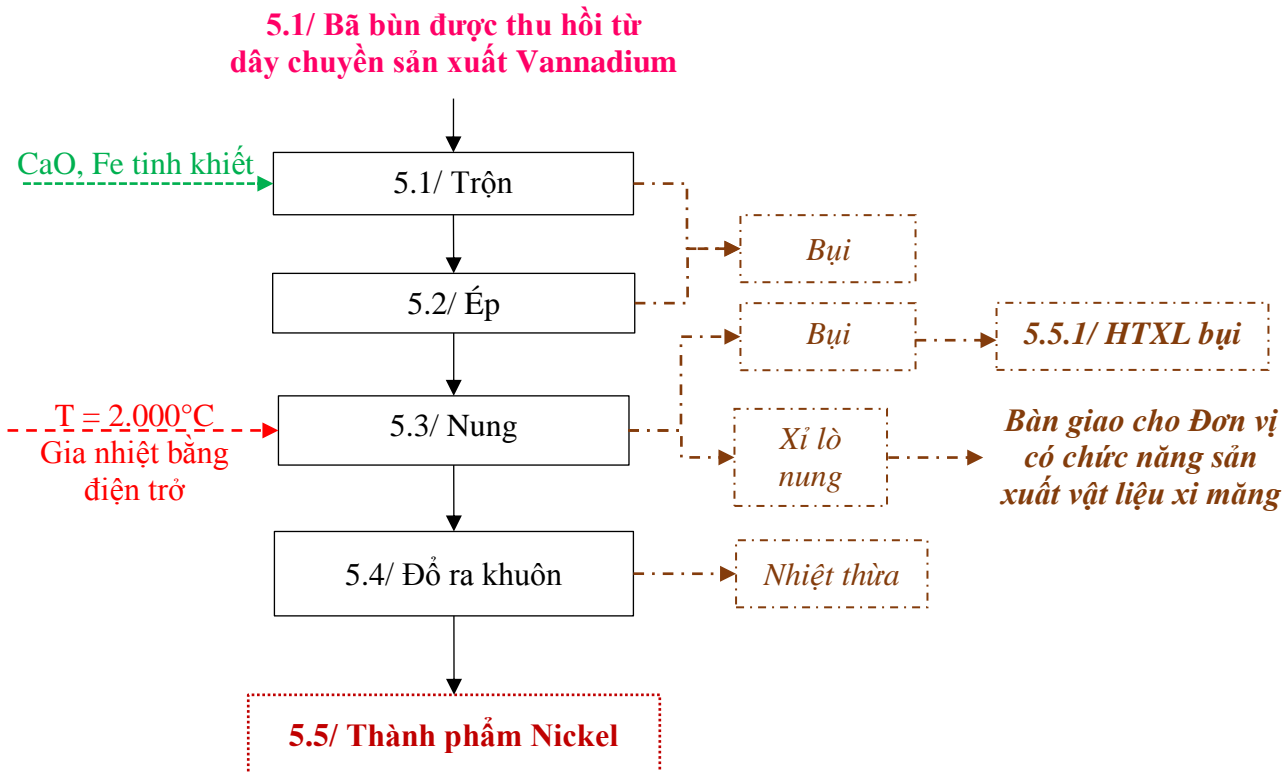 5.1/ Bã bùn được thu hồi từ
dây chuyền sản xuất Vannadium
CaO, Fe tinh khiết
5.1/ Trộn
Bụi
5.2/ Ép
Bụi
5.5.1/ HTXL bụi
T = 2.000°C
Gia nhiệt bằng
điện trở
5.3/ Nung
Xỉ lò
nung
Bàn giao cho Đơn vị
có chức năng sản
xuất vật liệu xi măng
5.4/ Đổ ra khuôn
Nhiệt thừa
5.5/ Thành phẩm Nickel